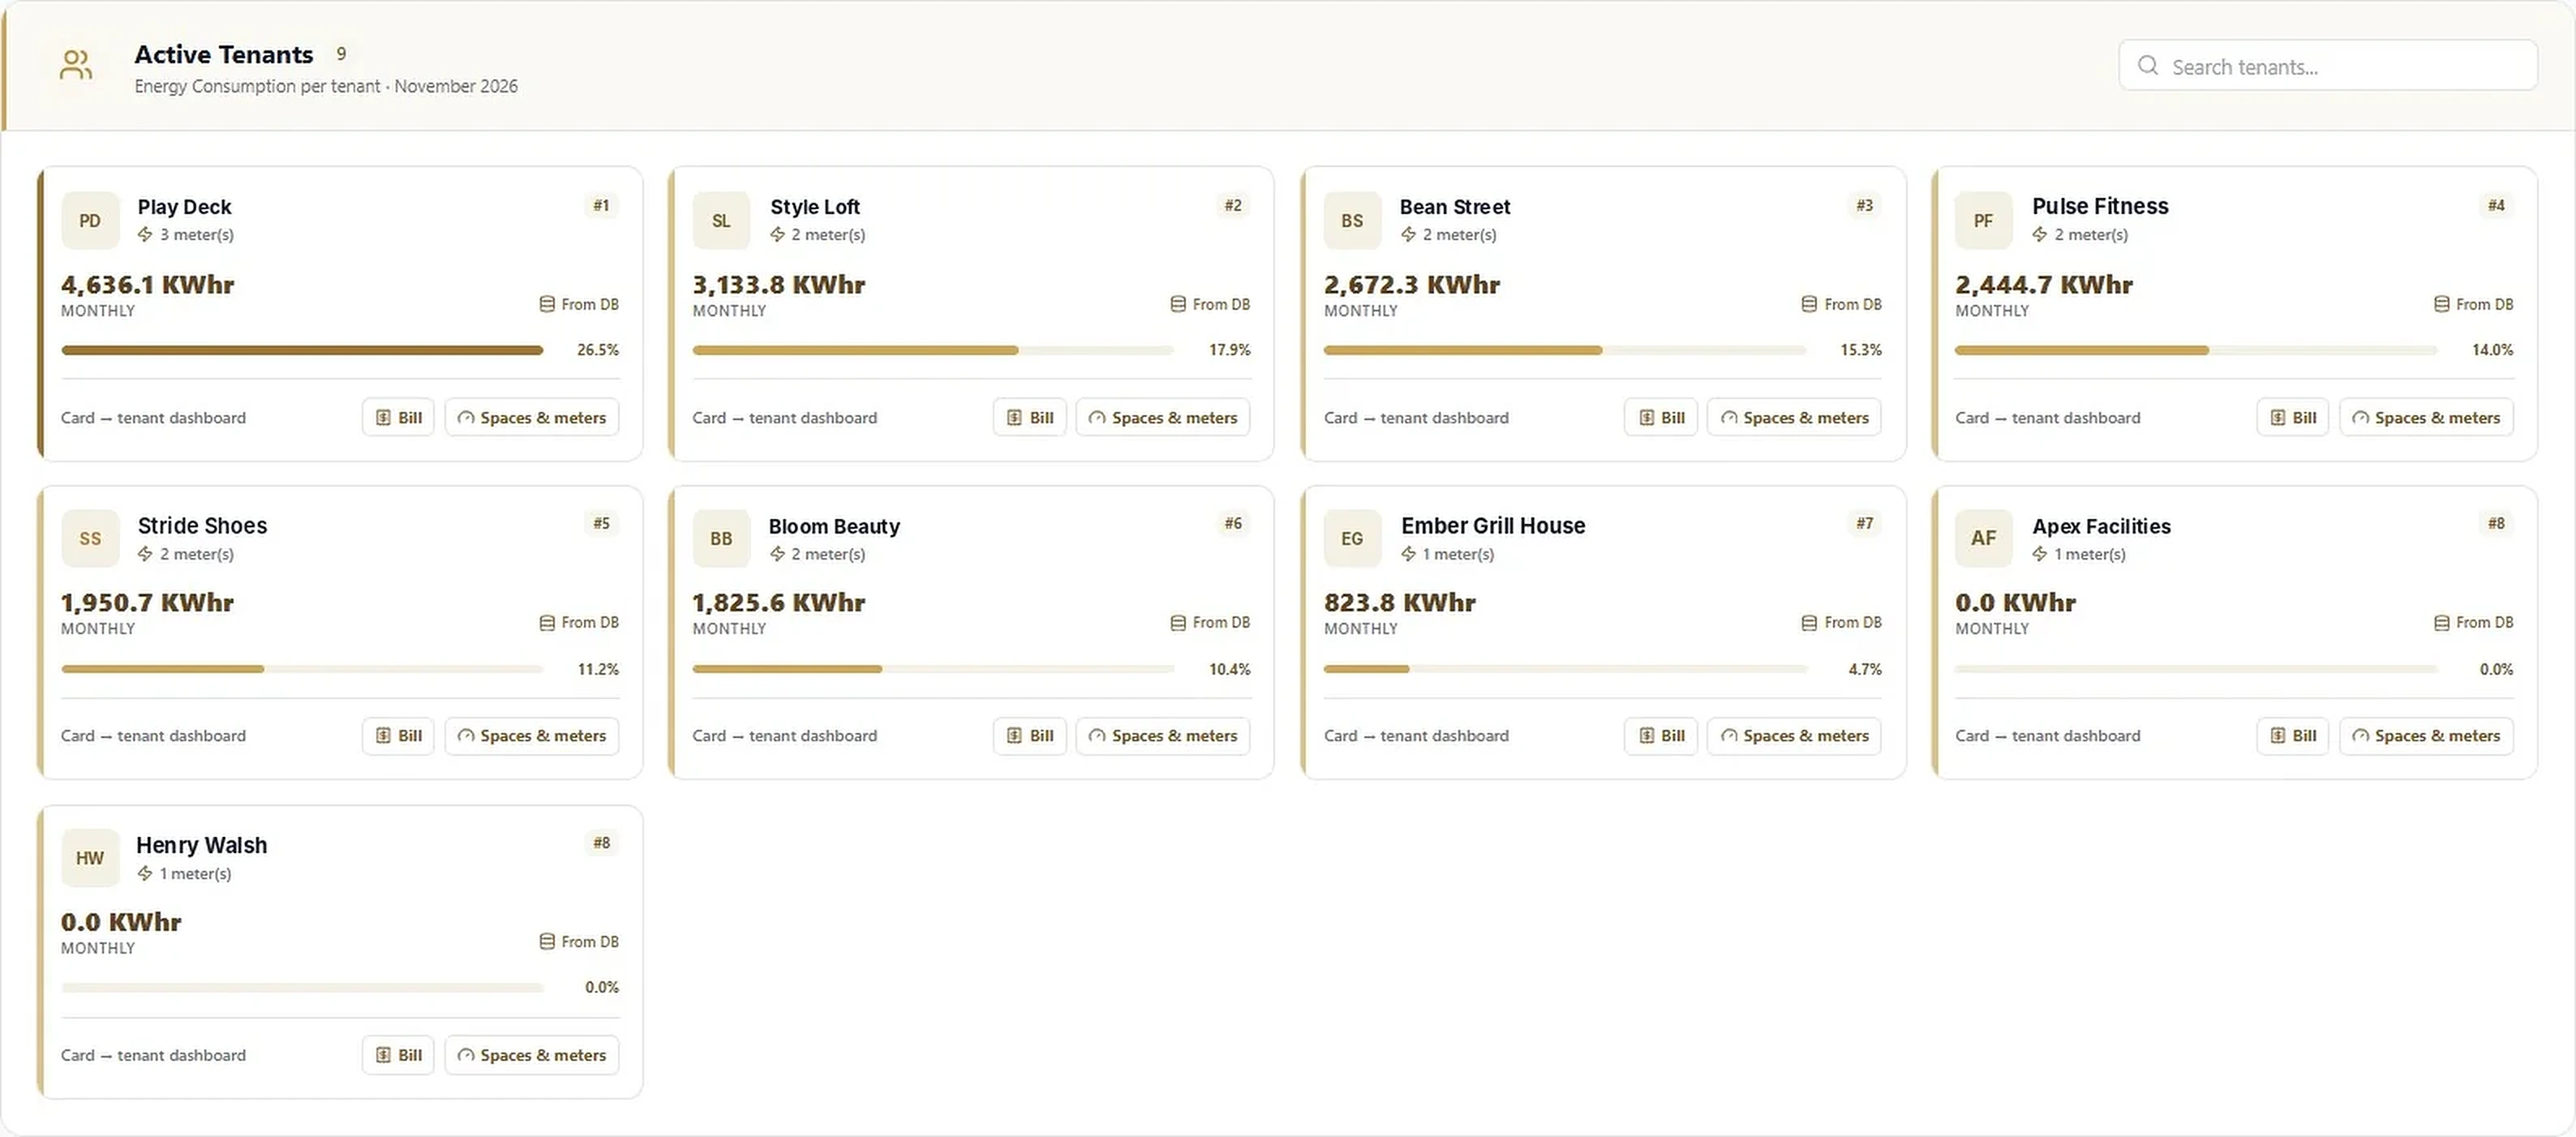 Active Tenants 9
Energy Consumption per tenant · November 2026
Search tenants...
PD
Play Deck
#1
3 meter(s)
4,636.1 KWhr
MONTHLY
From DB
26.5%
Card → tenant dashboard
Bill
Spaces & meters
SL
Style Loft
#2
2 meter(s)
3,133.8 KWhr
MONTHLY
From DB
17.9%
Card → tenant dashboard
Bill
Spaces & meters
BS
Bean Street
#3
2 meter(s)
2,672.3 KWhr
MONTHLY
From DB
15.3%
Card → tenant dashboard
Bill
Spaces & meters
PF
Pulse Fitness
#4
2 meter(s)
2,444.7 KWhr
MONTHLY
From DB
14.0%
Card → tenant dashboard
Bill
Spaces & meters
SS
Stride Shoes
#5
2 meter(s)
1,950.7 KWhr
MONTHLY
From DB
11.2%
Card → tenant dashboard
Bill
Spaces & meters
BB
Bloom Beauty
#6
2 meter(s)
1,825.6 KWhr
MONTHLY
From DB
10.4%
Card → tenant dashboard
Bill
Spaces & meters
EG
Ember Grill House
#7
1 meter(s)
823.8 KWhr
MONTHLY
From DB
4.7%
Card → tenant dashboard
Bill
Spaces & meters
AF
Apex Facilities
#8
1 meter(s)
0.0 KWhr
MONTHLY
From DB
0.0%
Card → tenant dashboard
Bill
Spaces & meters
HW
Henry Walsh
#8
1 meter(s)
0.0 KWhr
MONTHLY
From DB
0.0%
Card → tenant dashboard
Bill
Spaces & meters